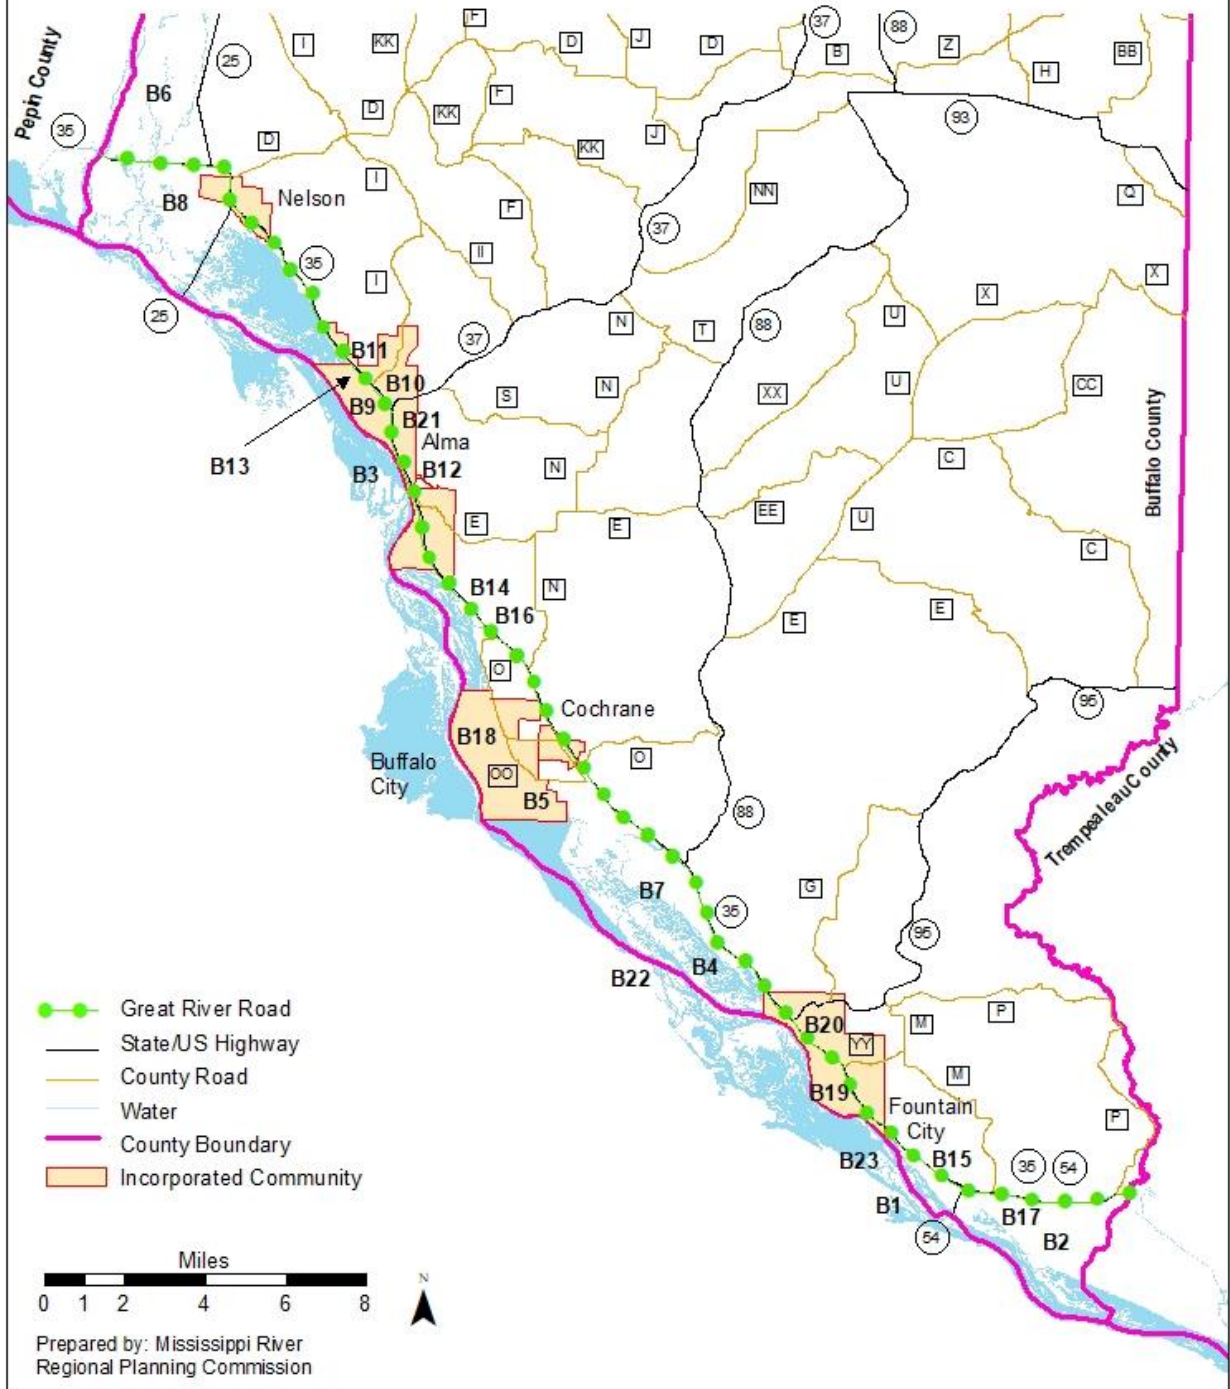 37
88
F
I
KK
D
J
D
B
Z
BB
H
25
Pepin County
B6
35
D
KK
F
93
D
KK
J
I
NN
Q
B8
Nelson
F
37
II
35
I
X
X
25
N
T
88
U
37
B11
B10
S
N
XX
U
CC
B9
B21
Alma
B13
B3
B12
N
C
Buffalo County
E
E
EE
U
C
B14
N
B16
E
E
O
95
Cochrane
B18
Buffalo
City
OO
O
B5
Trempealeau County
88
B7
G
35
95
B4
B22
P
B20
M
YY
M
B19
Fountain
City
P
B23
B15
35
54
B1
B17
54
B2
Great River Road
State/US Highway
County Road
Water
County Boundary
Incorporated Community
Miles
0 1 2 4 6 8
N
Prepared by: Mississippi River
Regional Planning Commission